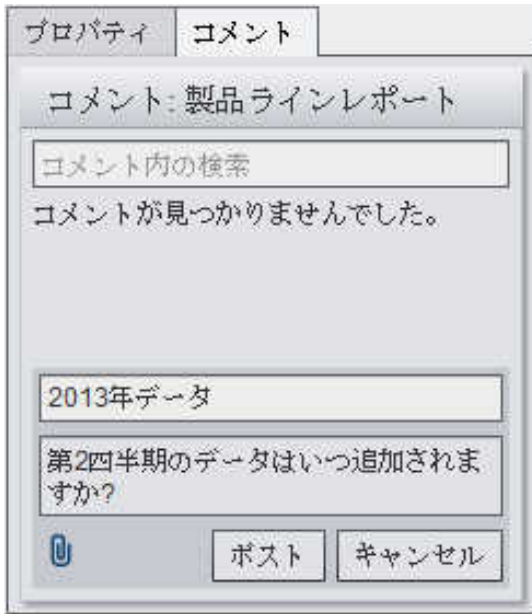 プロパティ コメント
コメント: 製品ラインレポート
コメント内の検索
コメントが見つかりませんでした。
2013年データ
第2四半期のデータはいつ追加されま
すか?
ポスト キャンセル